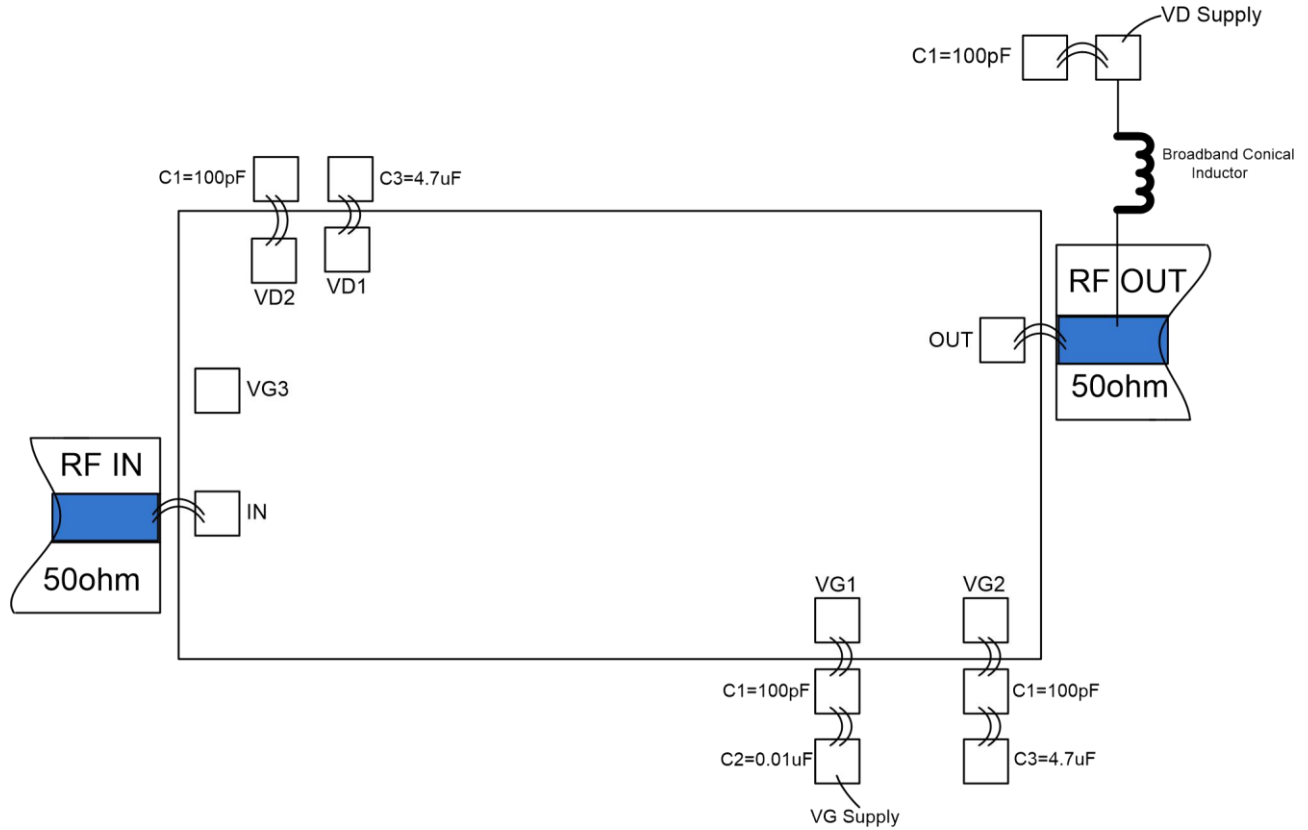 VD Supply
C1=100pF
Broadband Conical
Inductor
C1=100pF
C3=4.7uF
VD2
VD1
RF OUT
OUT
50ohm
VG3
RF IN
IN
50ohm
VG1
VG2
C1=100pF
C1=100pF
C2=0.01uF
C3=4.7uF
VG Supply